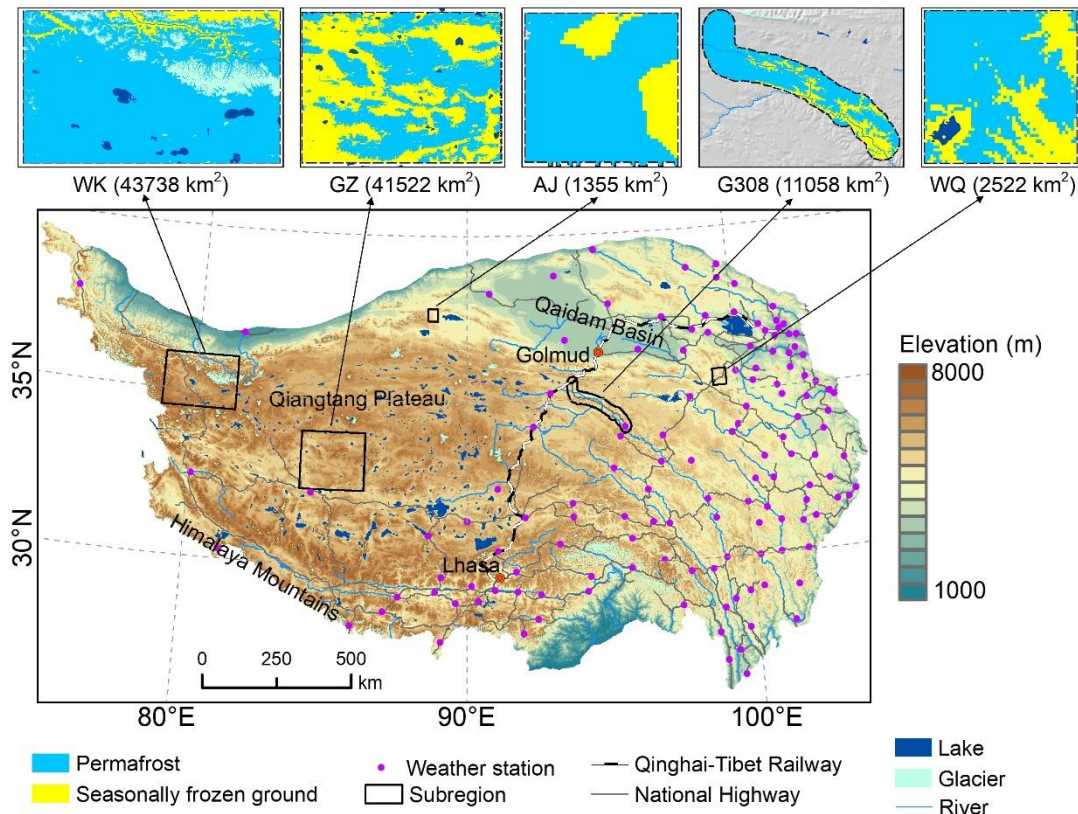 WK (43738 km²)
GZ (41522 km²)
AJ (1355 km²)
G308 (11058 km²)
WQ (2522 km²)
Qaidam Basin
Golmud
35°N
Qiangtang Plateau
30°N
Himalaya Mountains
Lhasa
0 250 500
km
80°E
90°E
100°E
Elevation (m)
8000
1000
Permafrost
Seasonally frozen ground
Weather station
Subregion
Qinghai-Tibet Railway
National Highway
Lake
Glacier
River